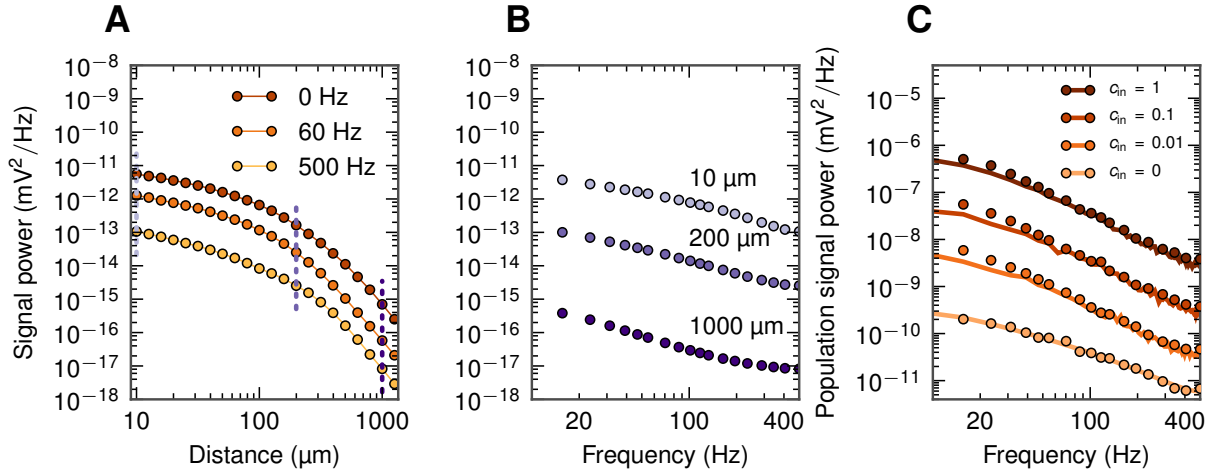 A
Signal power (mV²/Hz)
10⁻⁸
10⁻⁹
10⁻¹⁰
10⁻¹¹
10⁻¹²
10⁻¹³
10⁻¹⁴
10⁻¹⁵
10⁻¹⁶
10⁻¹⁷
10⁻¹⁸
0 Hz
60 Hz
500 Hz
10 100 1000
Distance (µm)
B
10⁻⁸
10⁻⁹
10⁻¹⁰
10⁻¹¹
10⁻¹²
10⁻¹³
10⁻¹⁴
10⁻¹⁵
10⁻¹⁶
10⁻¹⁷
10⁻¹⁸
10 µm
200 µm
1000 µm
20 100 400
Frequency (Hz)
C
Population signal power (mV²/Hz)
10⁻⁵
10⁻⁶
10⁻⁷
10⁻⁸
10⁻⁹
10⁻¹⁰
10⁻¹¹
c_in = 1
c_in = 0.1
c_in = 0.01
c_in = 0
20 100 400
Frequency (Hz)